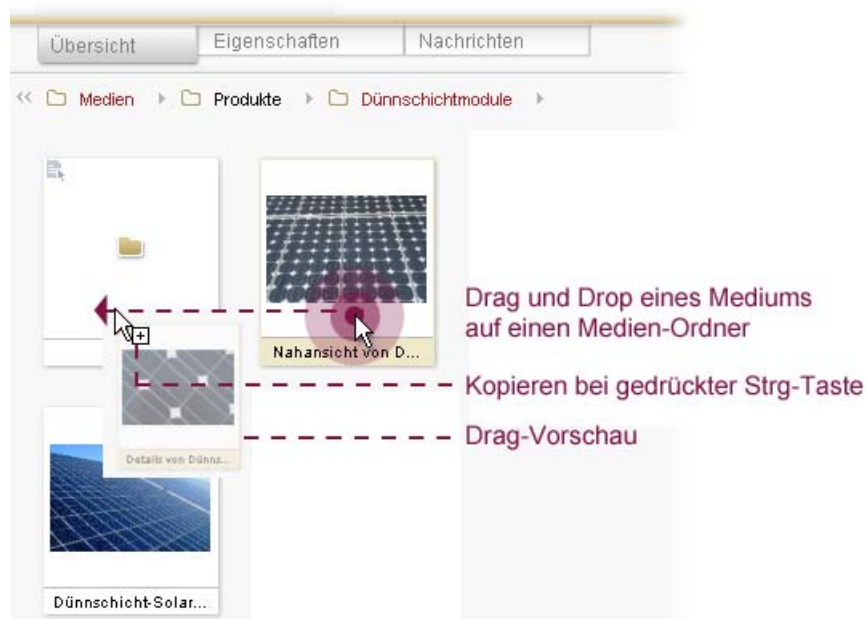 Übersicht
Eigenschaften
Nachrichten
<< Medien Produkte Dünnschichtmodule
Drag und Drop eines Mediums
auf einen Medien-Ordner
Nahansicht von D...
Kopieren bei gedrückter Strg-Taste
Drag-Vorschau
Details von Dünns...
Dünnschicht-Solar...